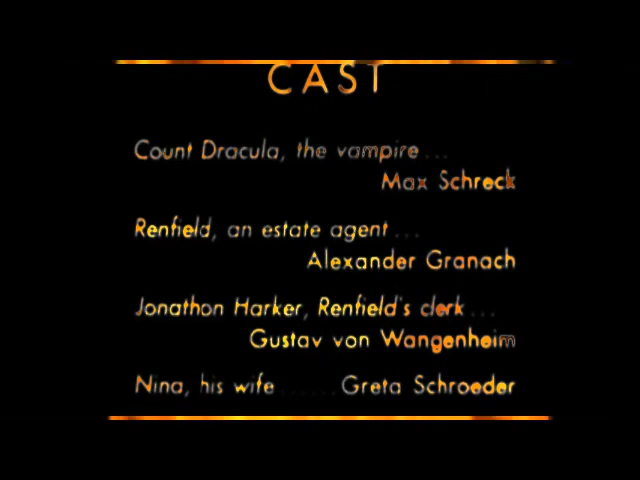 CAST
Count Dracula, the vampire ...
Max Schreck
Renfield, an estate agent ...
Alexander Granach
Jonathon Harker, Renfield's clerk ...
Gustav von Wangenheim
Nina, his wife ...... Greta Schroeder